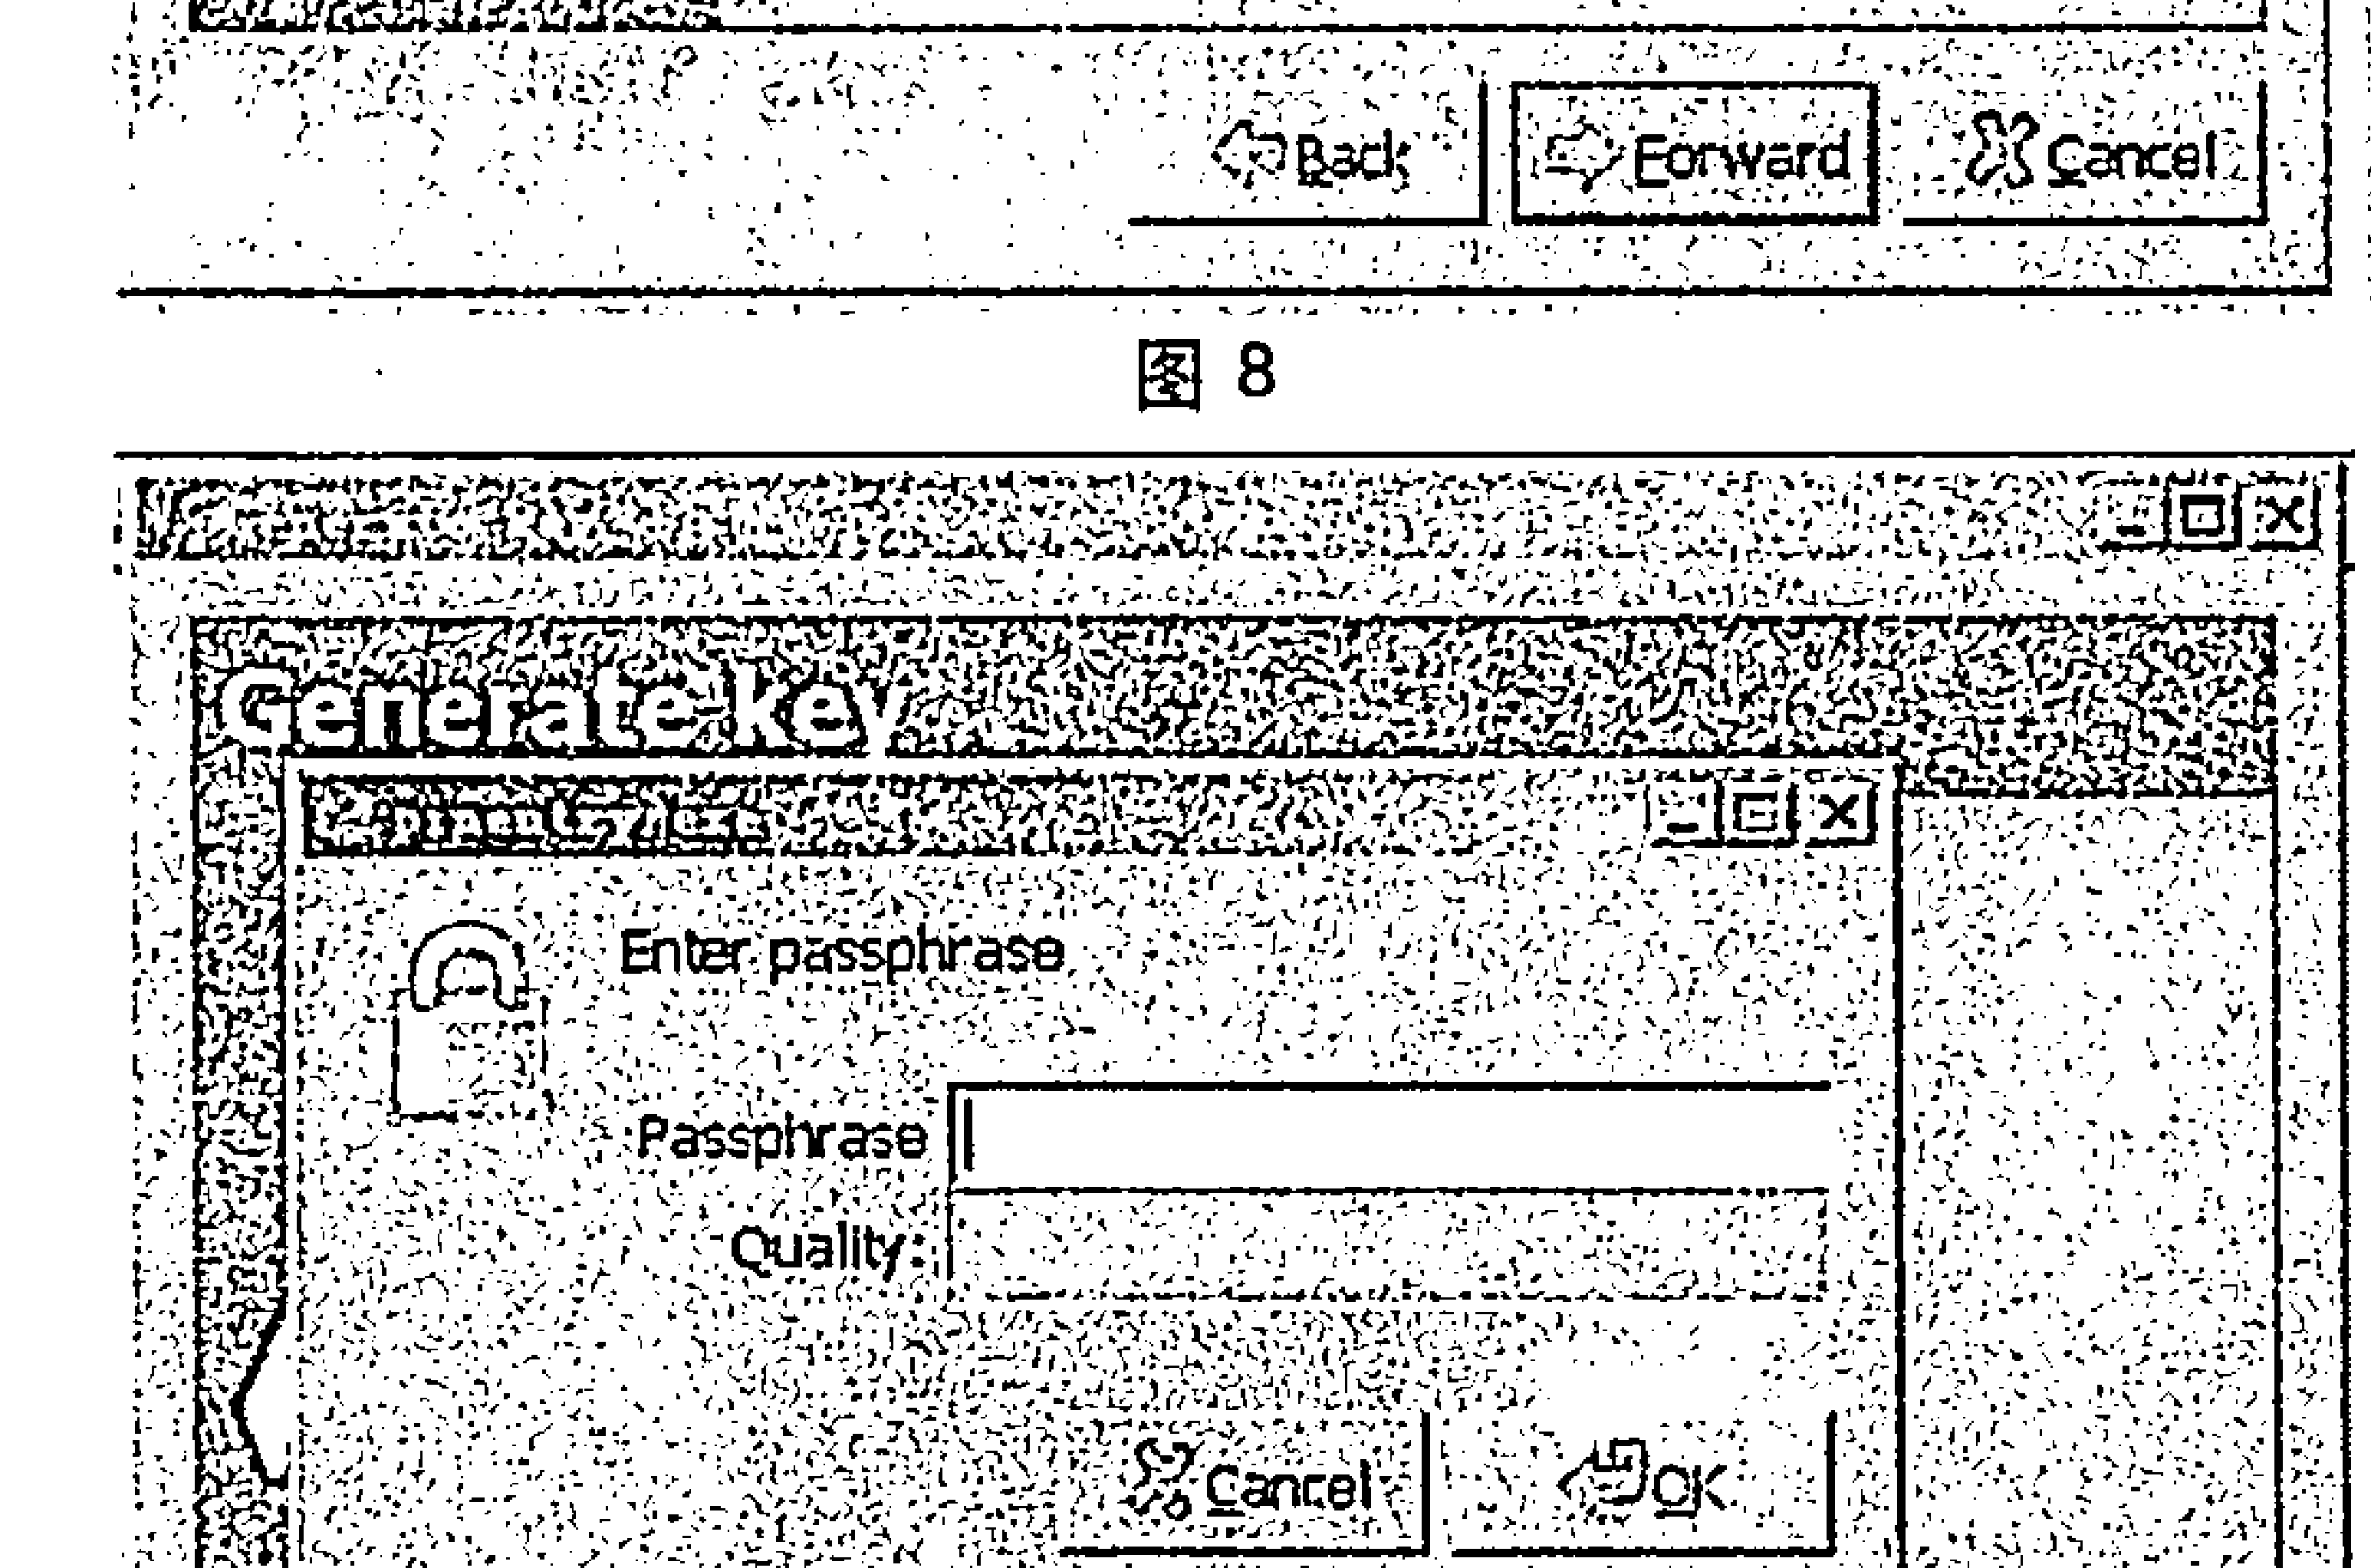 Back Forward Cancel
图 8
Generate key
Enter passphrase
Passphrase
Quality:
Cancel OK